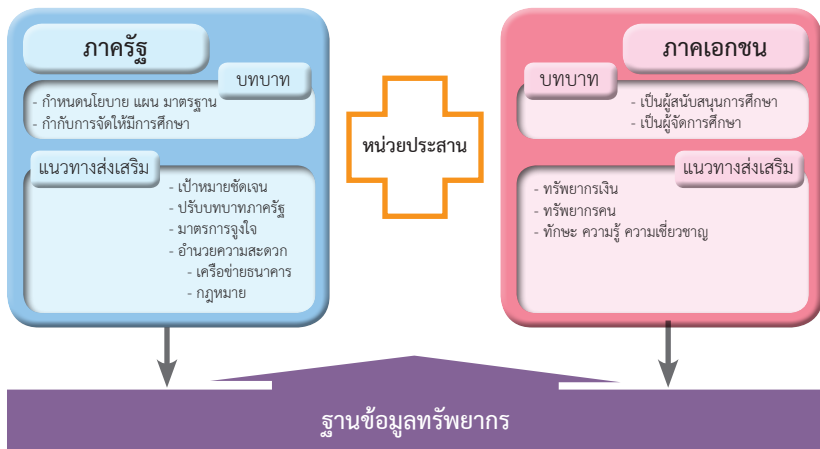 ภาครัฐ
บทบาท
- กำหนดนโยบาย แผน มาตรฐาน
- กำกับการจัดให้มีการศึกษา
แนวทางส่งเสริม
- เป้าหมายชัดเจน
- ปรับบทบาทภาครัฐ
- มาตรการจูงใจ
- อำนวยความสะดวก
- เครือข่ายธนาคาร
- กฎหมาย
หน่วยประสาน
ภาคเอกชน
บทบาท
- เป็นผู้สนับสนุนการศึกษา
- เป็นผู้จัดการศึกษา
แนวทางส่งเสริม
- ทรัพยากรเงิน
- ทรัพยากรคน
- ทักษะ ความรู้ ความเชี่ยวชาญ
ฐานข้อมูลทรัพยากร